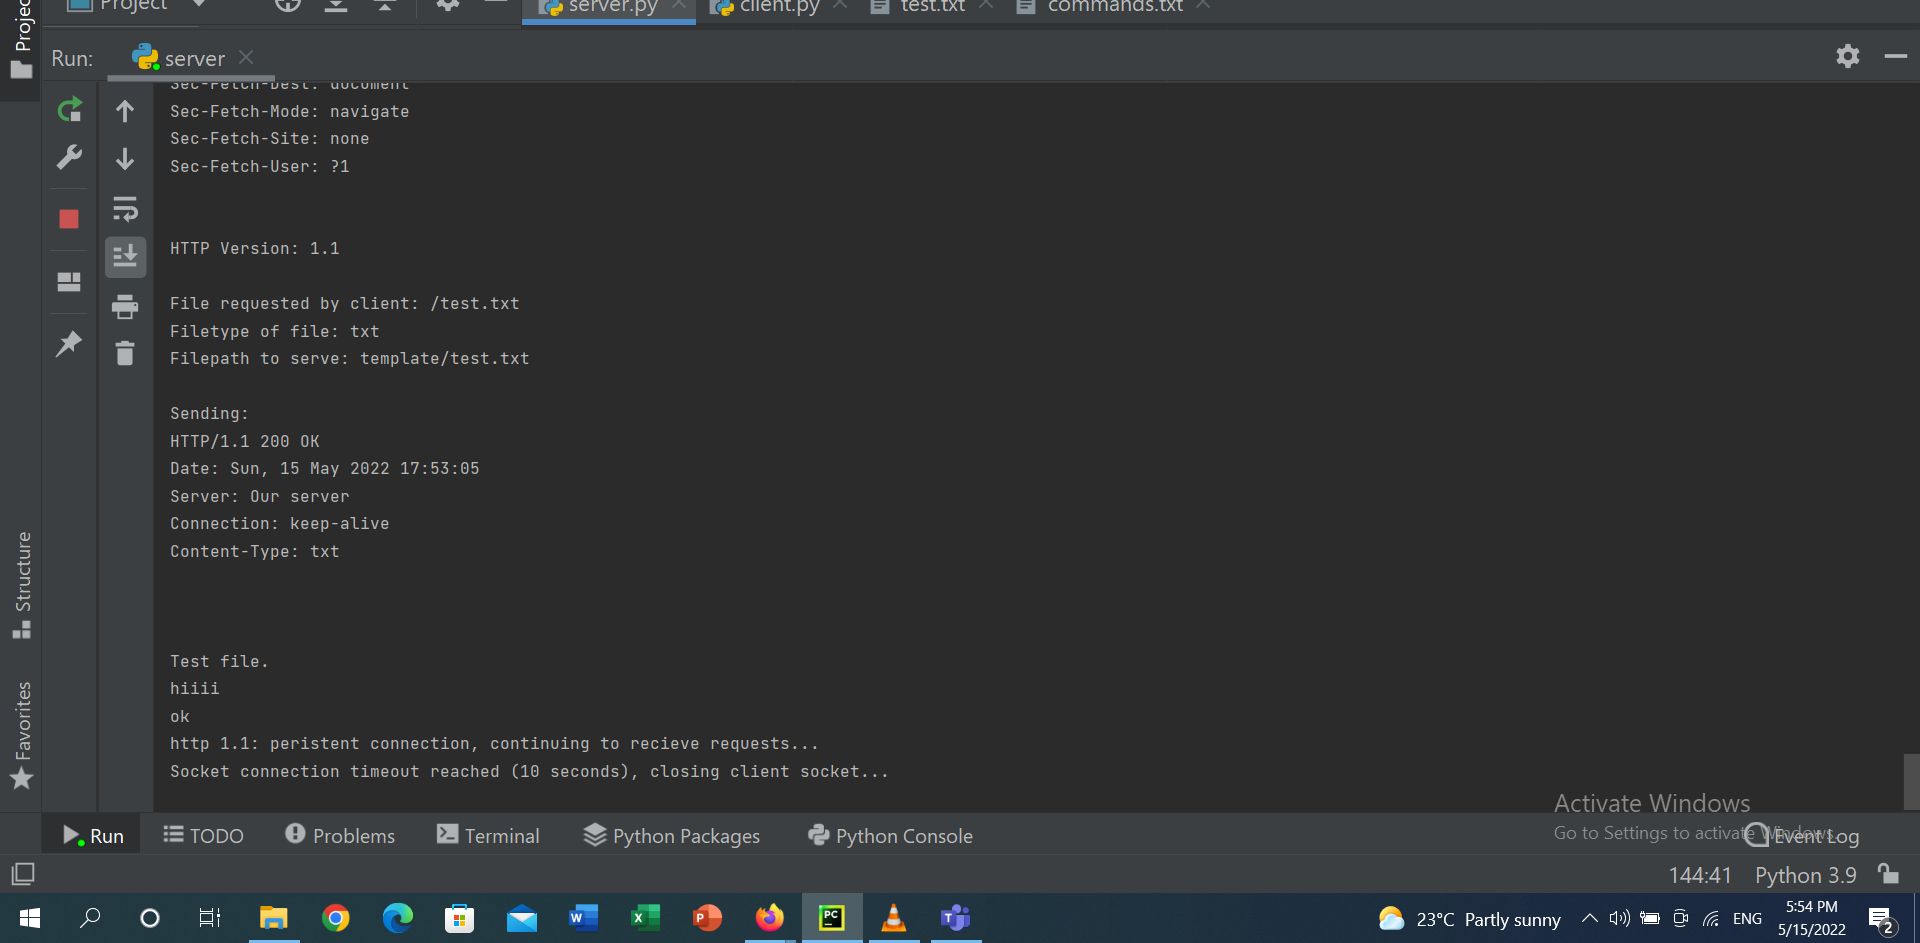 Project
server.py
client.py
test.txt
commands.txt
Run:
server
Sec-Fetch-Dest: document
Sec-Fetch-Mode: navigate
Sec-Fetch-Site: none
Sec-Fetch-User: ?1
HTTP Version: 1.1
File requested by client: /test.txt
Filetype of file: txt
Filepath to serve: template/test.txt
Sending:
HTTP/1.1 200 OK
Date: Sun, 15 May 2022 17:53:05
Server: Our server
Connection: keep-alive
Content-Type: txt
Test file.
hiiii
ok
http 1.1: peristent connection, continuing to recieve requests...
Socket connection timeout reached (10 seconds), closing client socket...
Project
Structure
Favorites
Activate Windows
Go to Settings to activate Windows.
Run
TODO
Problems
Terminal
Python Packages
Python Console
Event Log
144:41
Python 3.9
23°C Partly sunny
ENG
5:54 PM
5/15/2022
2